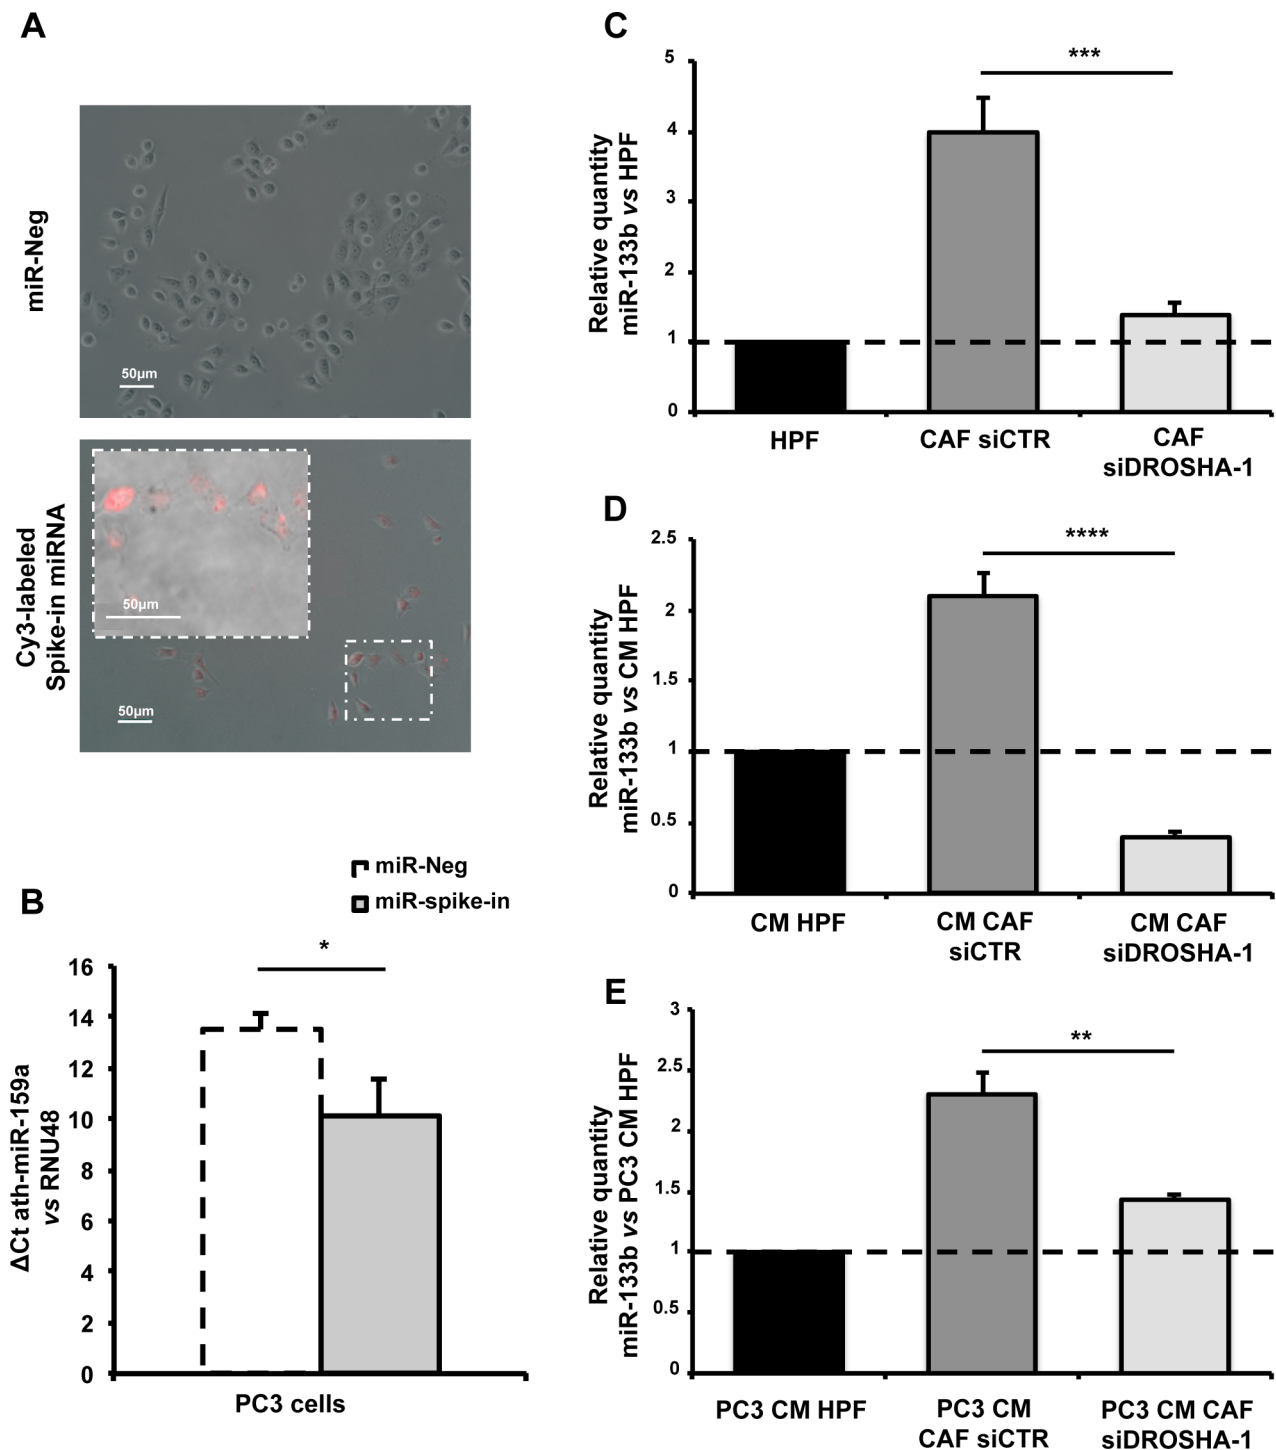 A
miR-Neg
50µm
Cy3-labeled
Spike-in miRNA
50µm
50µm
B
miR-Neg
miR-spike-in
*
ΔCt ath-miR-159a
vs RNU48
16
14
12
10
8
6
4
2
0
PC3 cells
C
Relative quantity
miR-133b vs HPF
5
4
3
2
1
0
***
HPF
CAF siCTR
CAF
siDROSHA-1
D
Relative quantity
miR-133b vs CM HPF
2.5
2
1.5
1
0.5
0
****
CM HPF
CM CAF
siCTR
CM CAF
siDROSHA-1
E
Relative quantity
miR-133b vs PC3 CM HPF
3
2.5
2
1.5
1
0.5
0
**
PC3 CM HPF
PC3 CM
CAF siCTR
PC3 CM CAF
siDROSHA-1